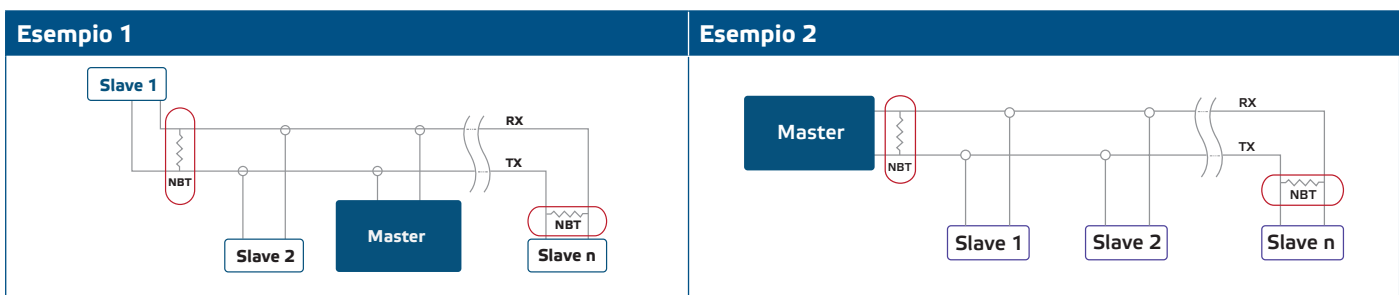 Esempio 1
Slave 1
RX
TX
NBT
NBT
Slave 2
Master
Slave n
Esempio 2
Master
RX
TX
NBT
NBT
Slave 1
Slave 2
Slave n